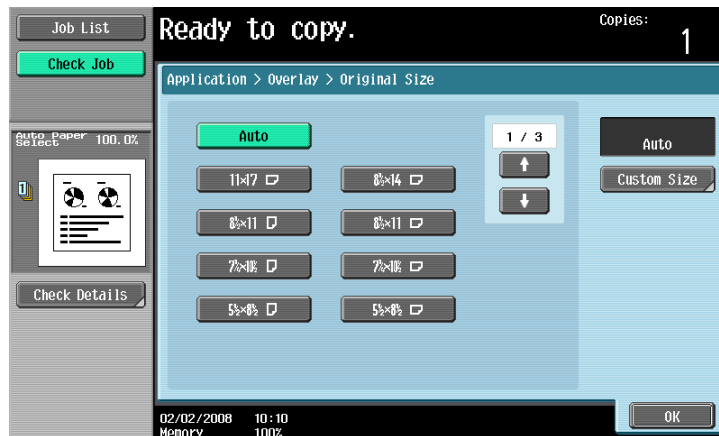 Job List
Ready to copy.
Copies:
1
Check Job
Application > Overlay > Original Size
Auto Paper
Select
100.0%
Auto
1 / 3
Auto
11×17
8½×14
Custom Size
8½×11
8½×11
7¼×10½
7¼×10½
Check Details
5½×8½
5½×8½
02/02/2008 10:10
Memory 100%
OK